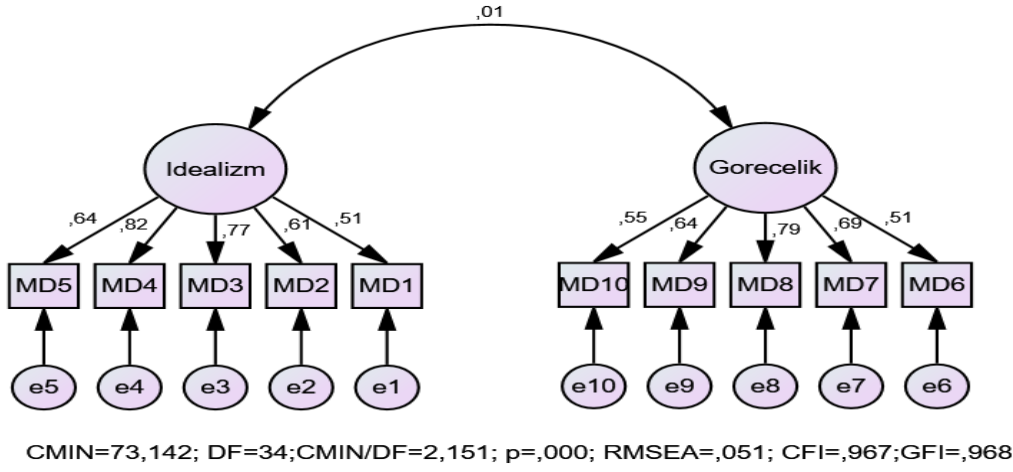 ,01
Idealizm Gorecelik
,64 ,82 ,77 ,61 ,51 ,55 ,64 ,79 ,69 ,51
MD5 MD4 MD3 MD2 MD1 MD10 MD9 MD8 MD7 MD6
e5 e4 e3 e2 e1 e10 e9 e8 e7 e6
CMIN=73,142; DF=34;CMIN/DF=2,151; p=,000; RMSEA=,051; CFI=,967;GFI=,968